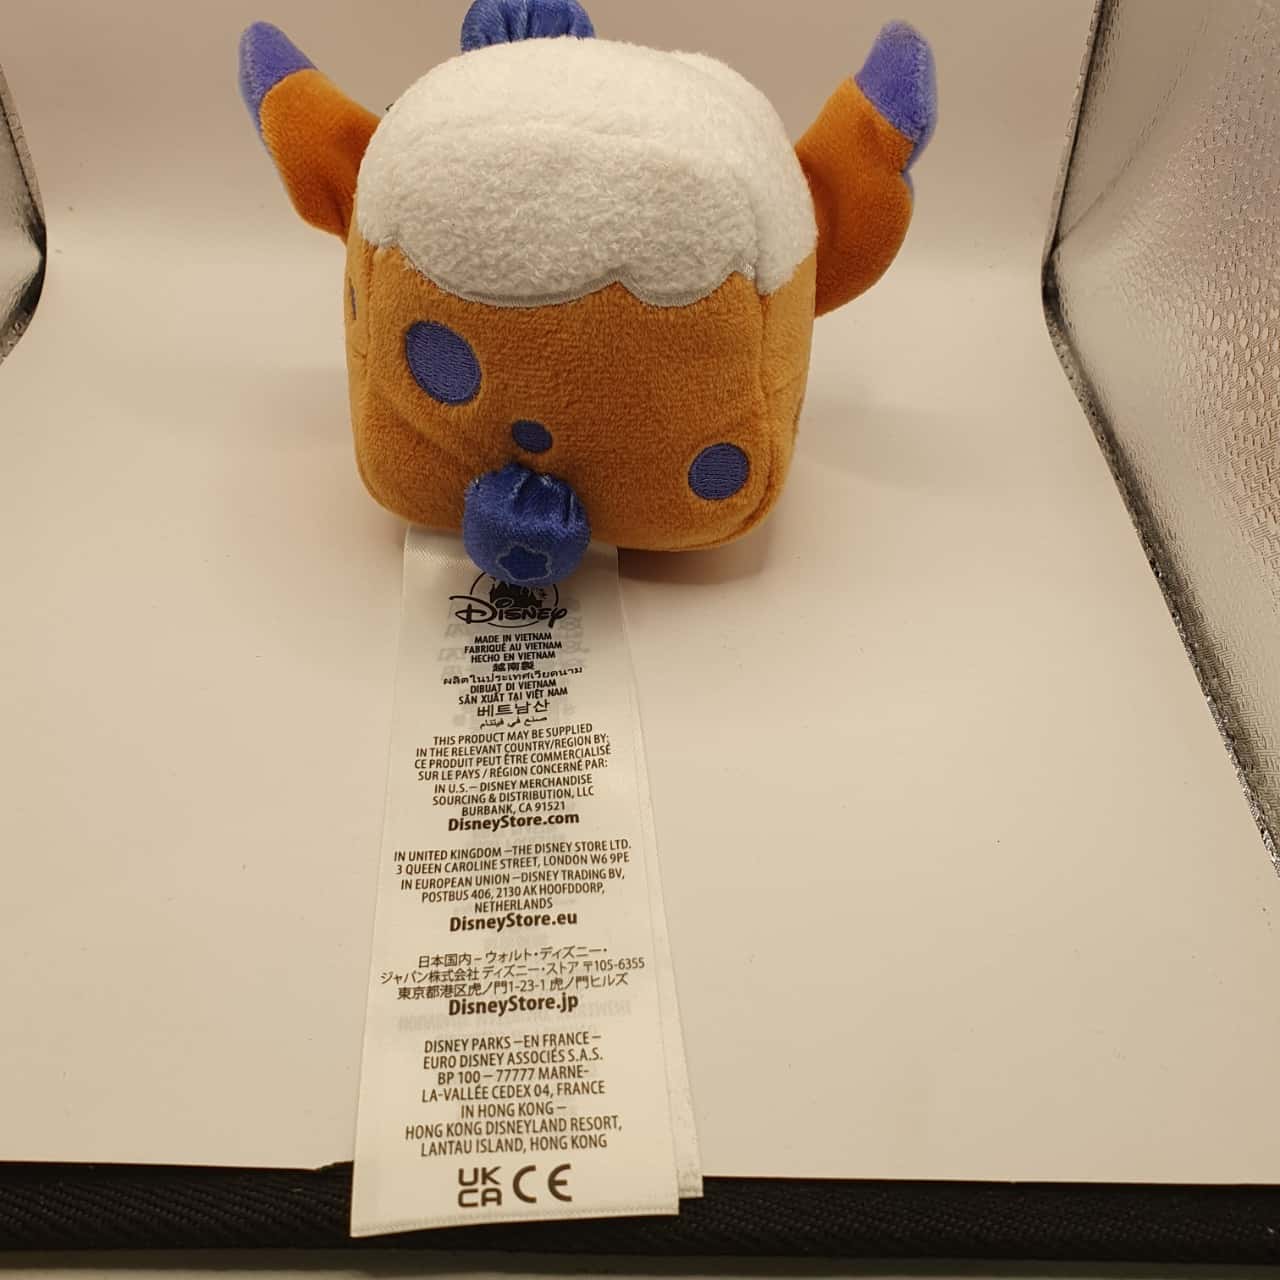 Disney
MADE IN VIETNAM
FABRIQUÉ AU VIETNAM
HECHO EN VIETNAM
越南製
ผลิตในประเทศเวียดนาม
DIBUAT DI VIETNAM
SẢN XUẤT TẠI VIỆT NAM
베트남산
صنع في فيتنام
THIS PRODUCT MAY BE SUPPLIED
IN THE RELEVANT COUNTRY/REGION BY:
CE PRODUIT PEUT ÊTRE COMMERCIALISÉ
SUR LE PAYS / RÉGION CONCERNÉ PAR:
IN U.S. – DISNEY MERCHANDISE
SOURCING & DISTRIBUTION, LLC
BURBANK, CA 91521
DisneyStore.com
IN UNITED KINGDOM –THE DISNEY STORE LTD.
3 QUEEN CAROLINE STREET, LONDON W6 9PE
IN EUROPEAN UNION –DISNEY TRADING BV,
POSTBUS 406, 2130 AK HOOFDDORP,
NETHERLANDS
DisneyStore.eu
日本国内 – ウォルト・ディズニー・
ジャパン株式会社 ディズニー・ストア 〒105-6355
東京都港区虎ノ門1-23-1 虎ノ門ヒルズ
DisneyStore.jp
DISNEY PARKS –EN FRANCE –
EURO DISNEY ASSOCIÉS S.A.S.
BP 100 – 77777 MARNE-
LA-VALLÉE CEDEX 04, FRANCE
IN HONG KONG –
HONG KONG DISNEYLAND RESORT,
LANTAU ISLAND, HONG KONG
UK
CA CE